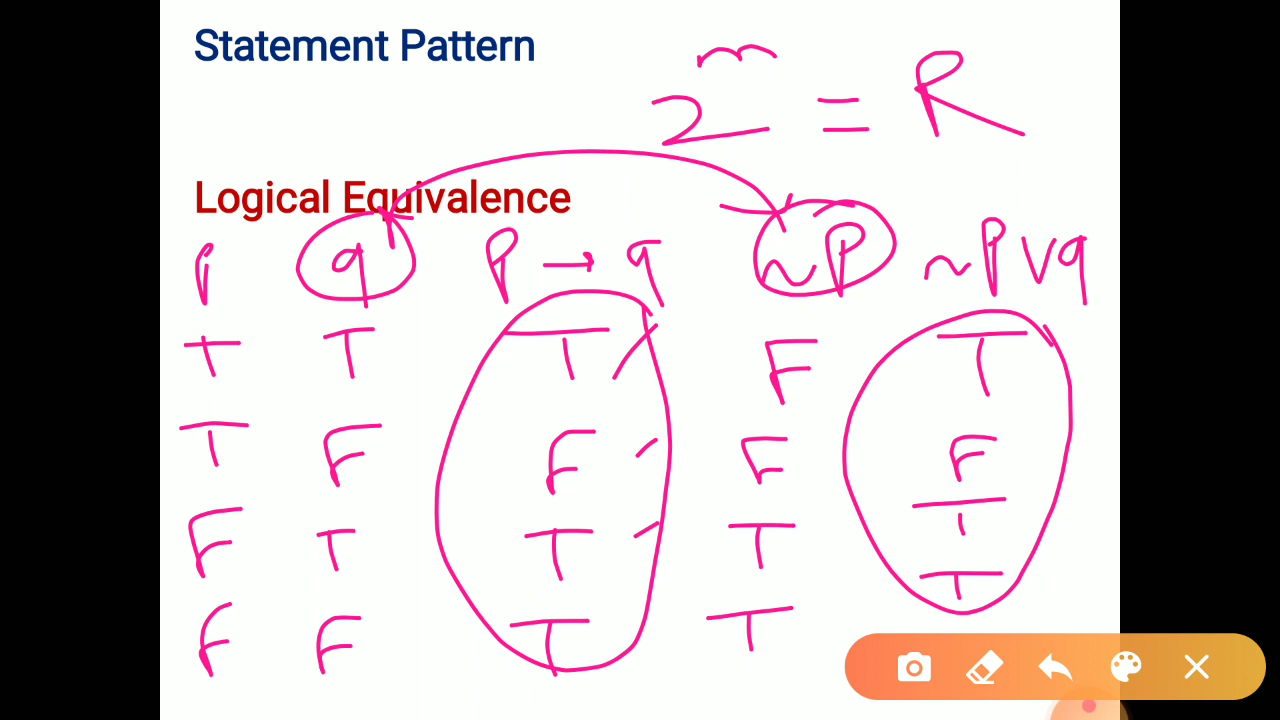 Statement Pattern
2^m = R
Logical Equivalence
p q p → q ~p ~p∨q
T T T F T
T F F F F
F T T T T
F F T T T